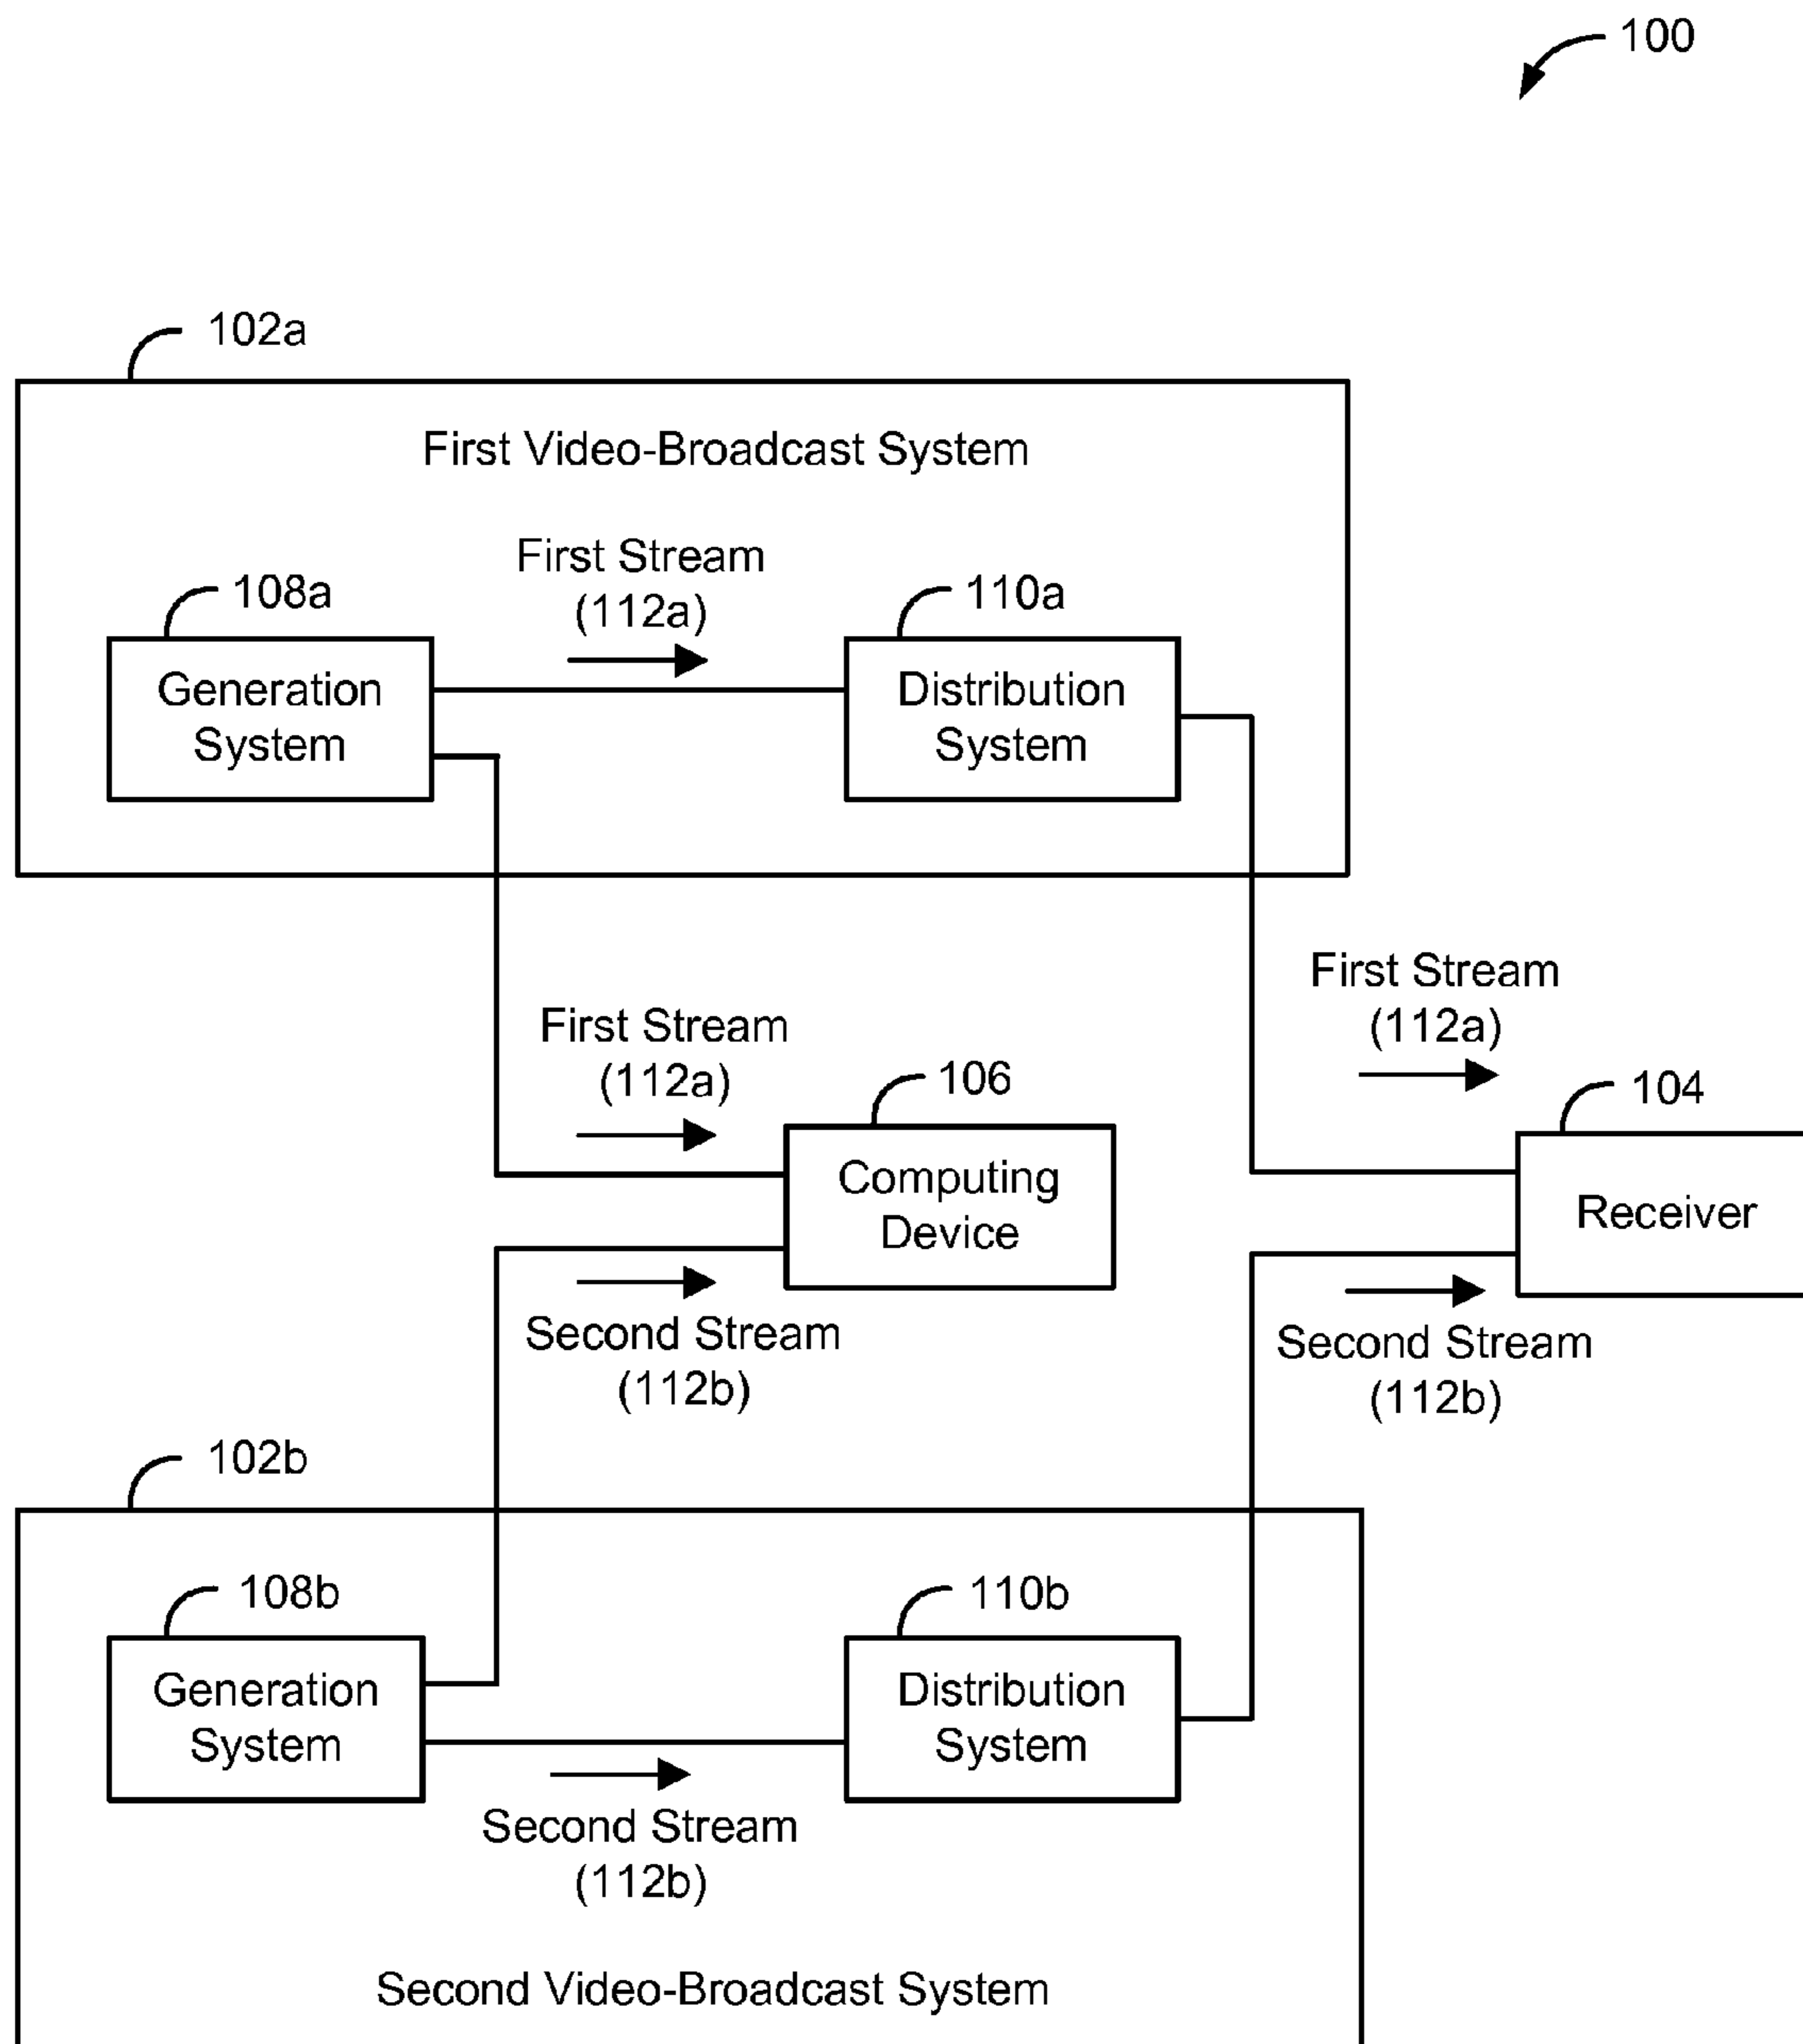 100
102a
First Video-Broadcast System
First Stream
(112a)
108a
110a
Generation
System
Distribution
System
First Stream
(112a)
First Stream
(112a)
106
104
Computing
Device
Receiver
Second Stream
(112b)
Second Stream
(112b)
102b
108b
110b
Generation
System
Distribution
System
Second Stream
(112b)
Second Video-Broadcast System